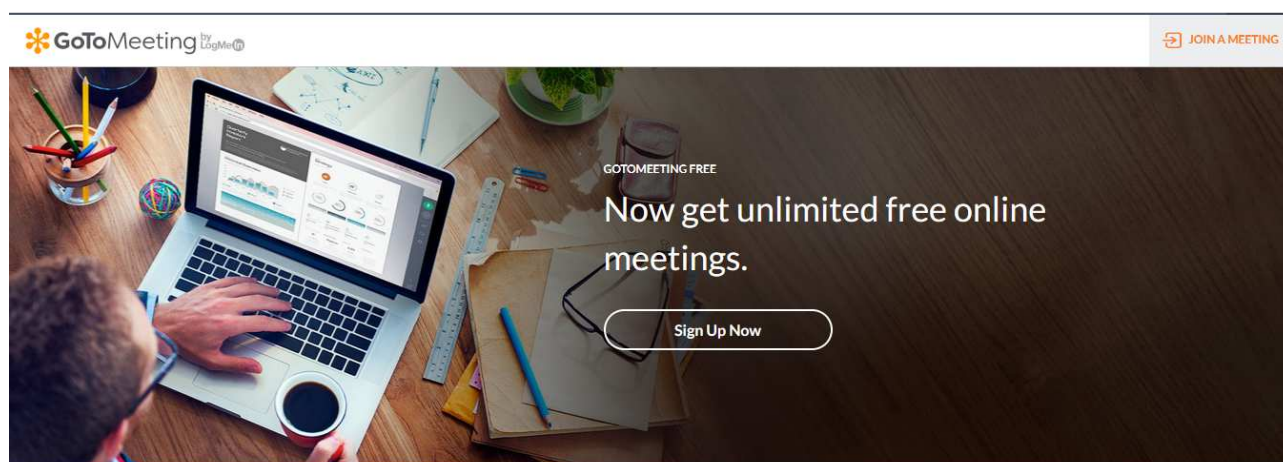 GoToMeeting by LogMeIn
JOIN A MEETING
GOTOMEETING FREE
Now get unlimited free online
meetings.
Sign Up Now